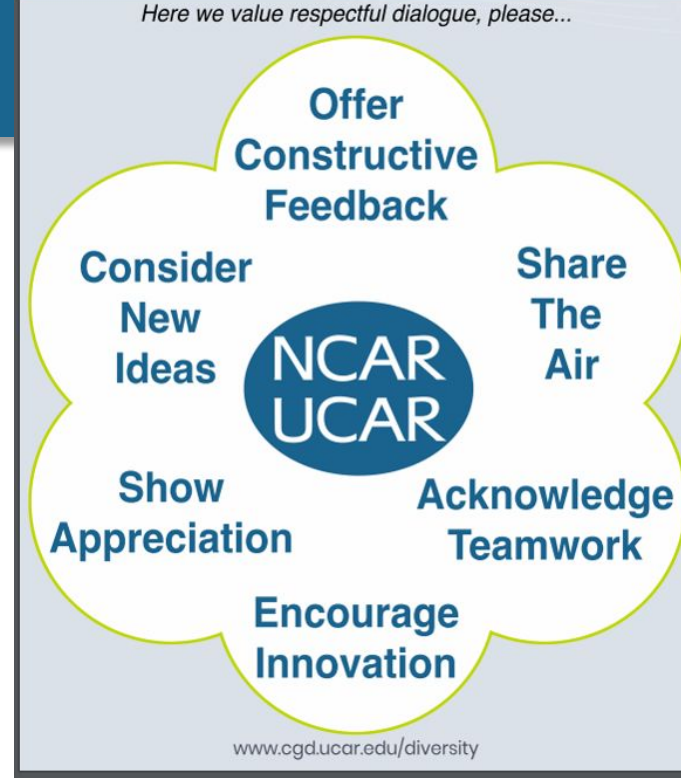 Here we value respectful dialogue, please...
Offer
Constructive
Feedback
Consider
New
Ideas
Share
The
Air
NCAR
UCAR
Show
Appreciation
Acknowledge
Teamwork
Encourage
Innovation
www.cgd.ucar.edu/diversity